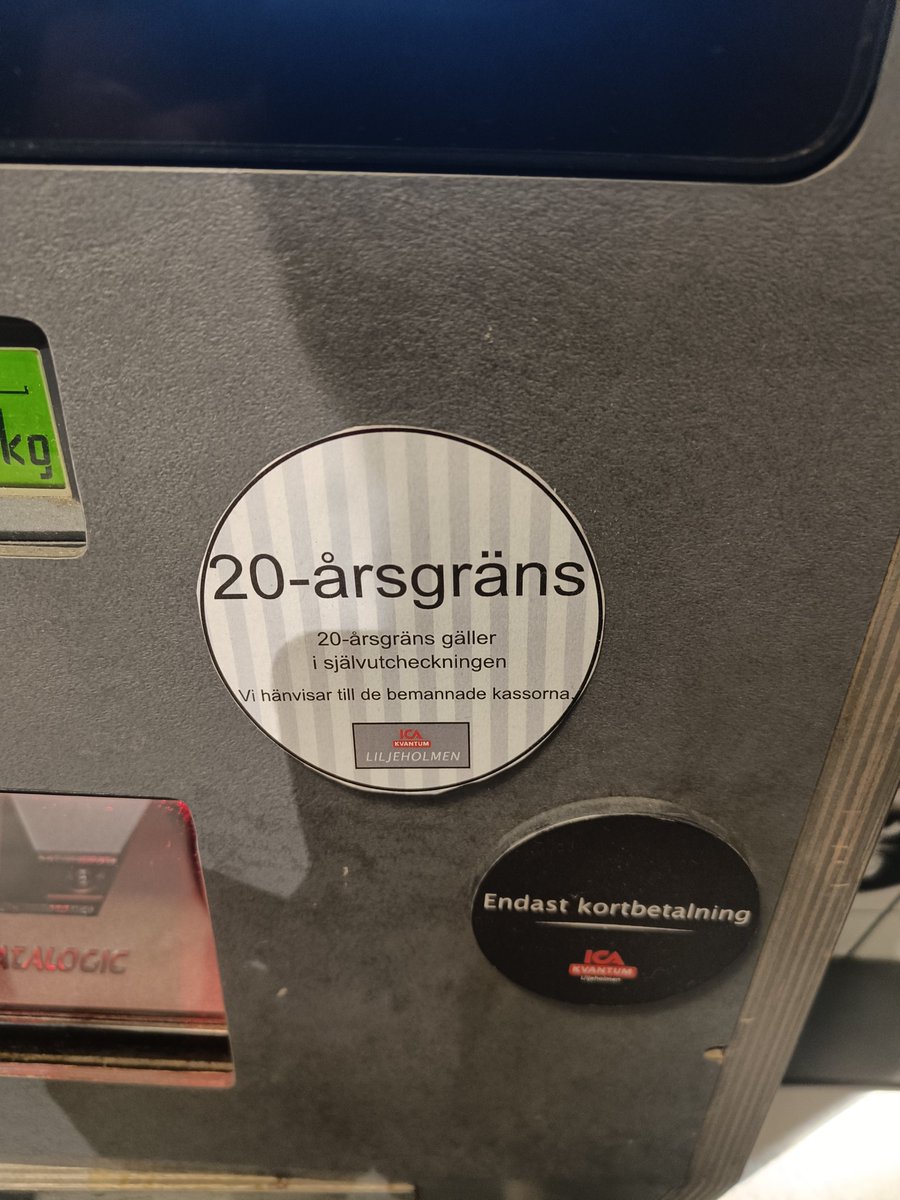 kg
20-årsgräns
20-årsgräns gäller
i självutcheckningen
Vi hänvisar till de bemannade kassorna.
ICA
KVANTUM
LILJEHOLMEN
Endast kortbetalning
ICA
KVANTUM
Liljeholmen